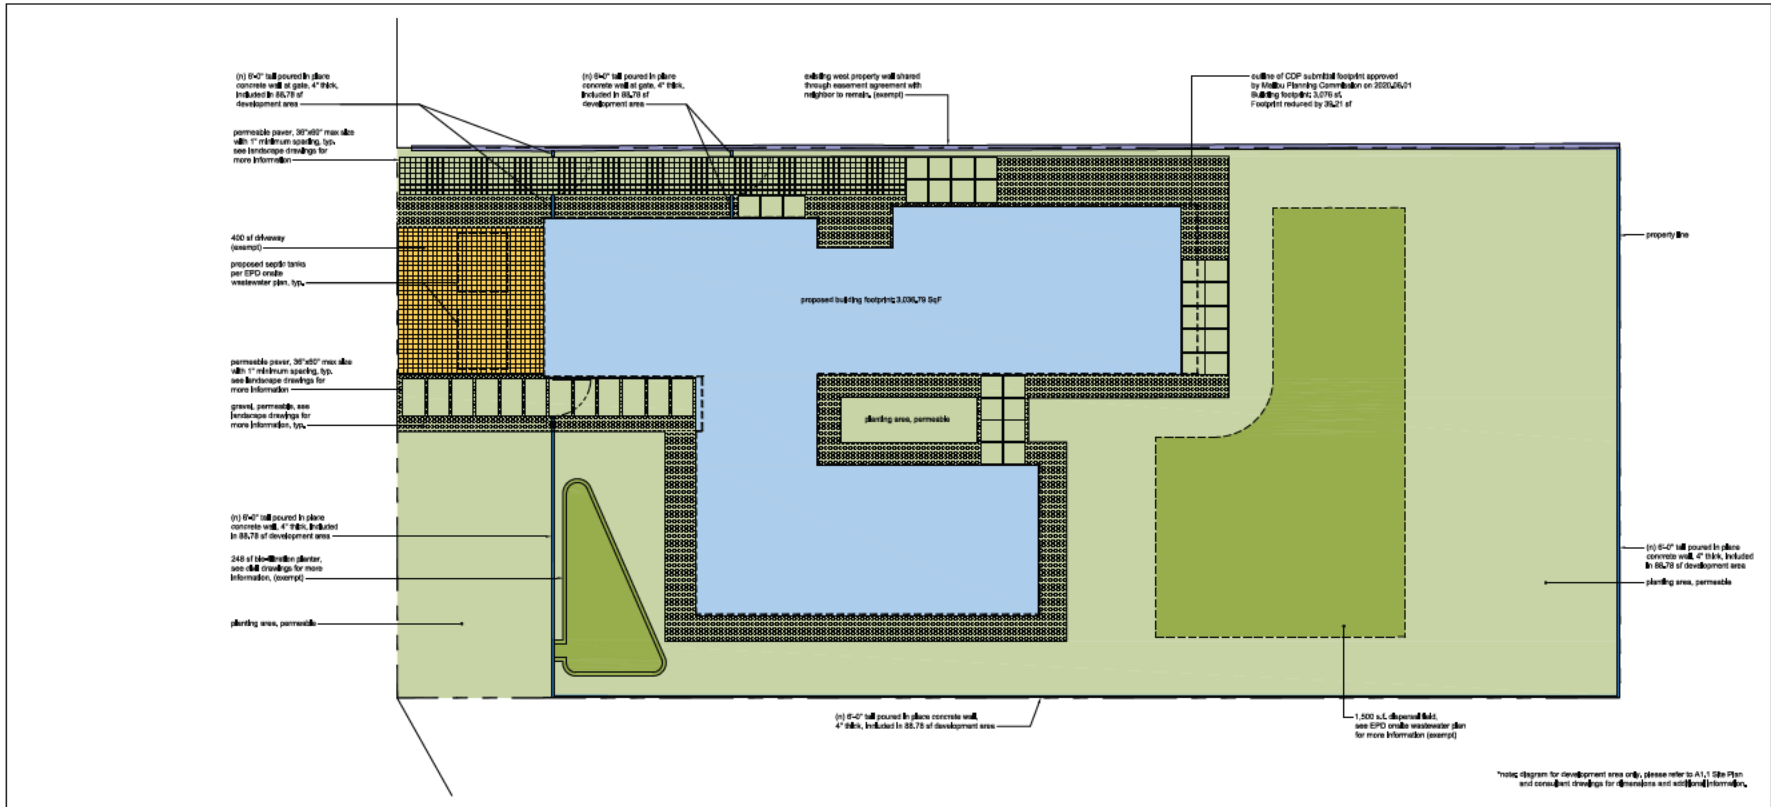 (n) 6'-0" tall poured in place
concrete wall at gate, 4" thick,
included in 88.78 sf
development area
(n) 6'-0" tall poured in place
concrete wall at gate, 4" thick,
included in 88.78 sf
development area
existing west property wall shared
through easement agreement with
neighbor to remain. (exempt)
outline of CDP submittal footprint approved
by Malibu Planning Commission on 2020.06.01
Building footprint: 3,076 sf.
Footprint reduced by 39.21 sf
permeable paver, 36"x60" max size
with 1" minimum spacing, typ.
see landscape drawings for
more information
400 sf driveway
(exempt)
proposed septic tanks
per EPD onsite
wastewater plan, typ.
property line
proposed building footprint: 3,036.79 SqF
permeable paver, 36"x60" max size
with 1" minimum spacing, typ.
see landscape drawings for
more information
gravel, permeable, see
landscape drawings for
more information, typ.
planting area, permeable
(n) 6'-0" tall poured in place
concrete wall, 4" thick, included
in 88.78 sf development area
248 sf bio-filtration planter,
see civil drawings for more
information, (exempt)
planting area, permeable
(n) 6'-0" tall poured in place
concrete wall, 4" thick, included
in 88.78 sf development area
planting area, permeable
(n) 6'-0" tall poured in place concrete wall,
4" thick, included in 88.78 sf development area
1,500 s.f. dispersal field,
see EPD onsite wastewater plan
for more information (exempt)
*note: diagram for development area only, please refer to A1.1 Site Plan
and consultant drawings for dimensions and additional information.